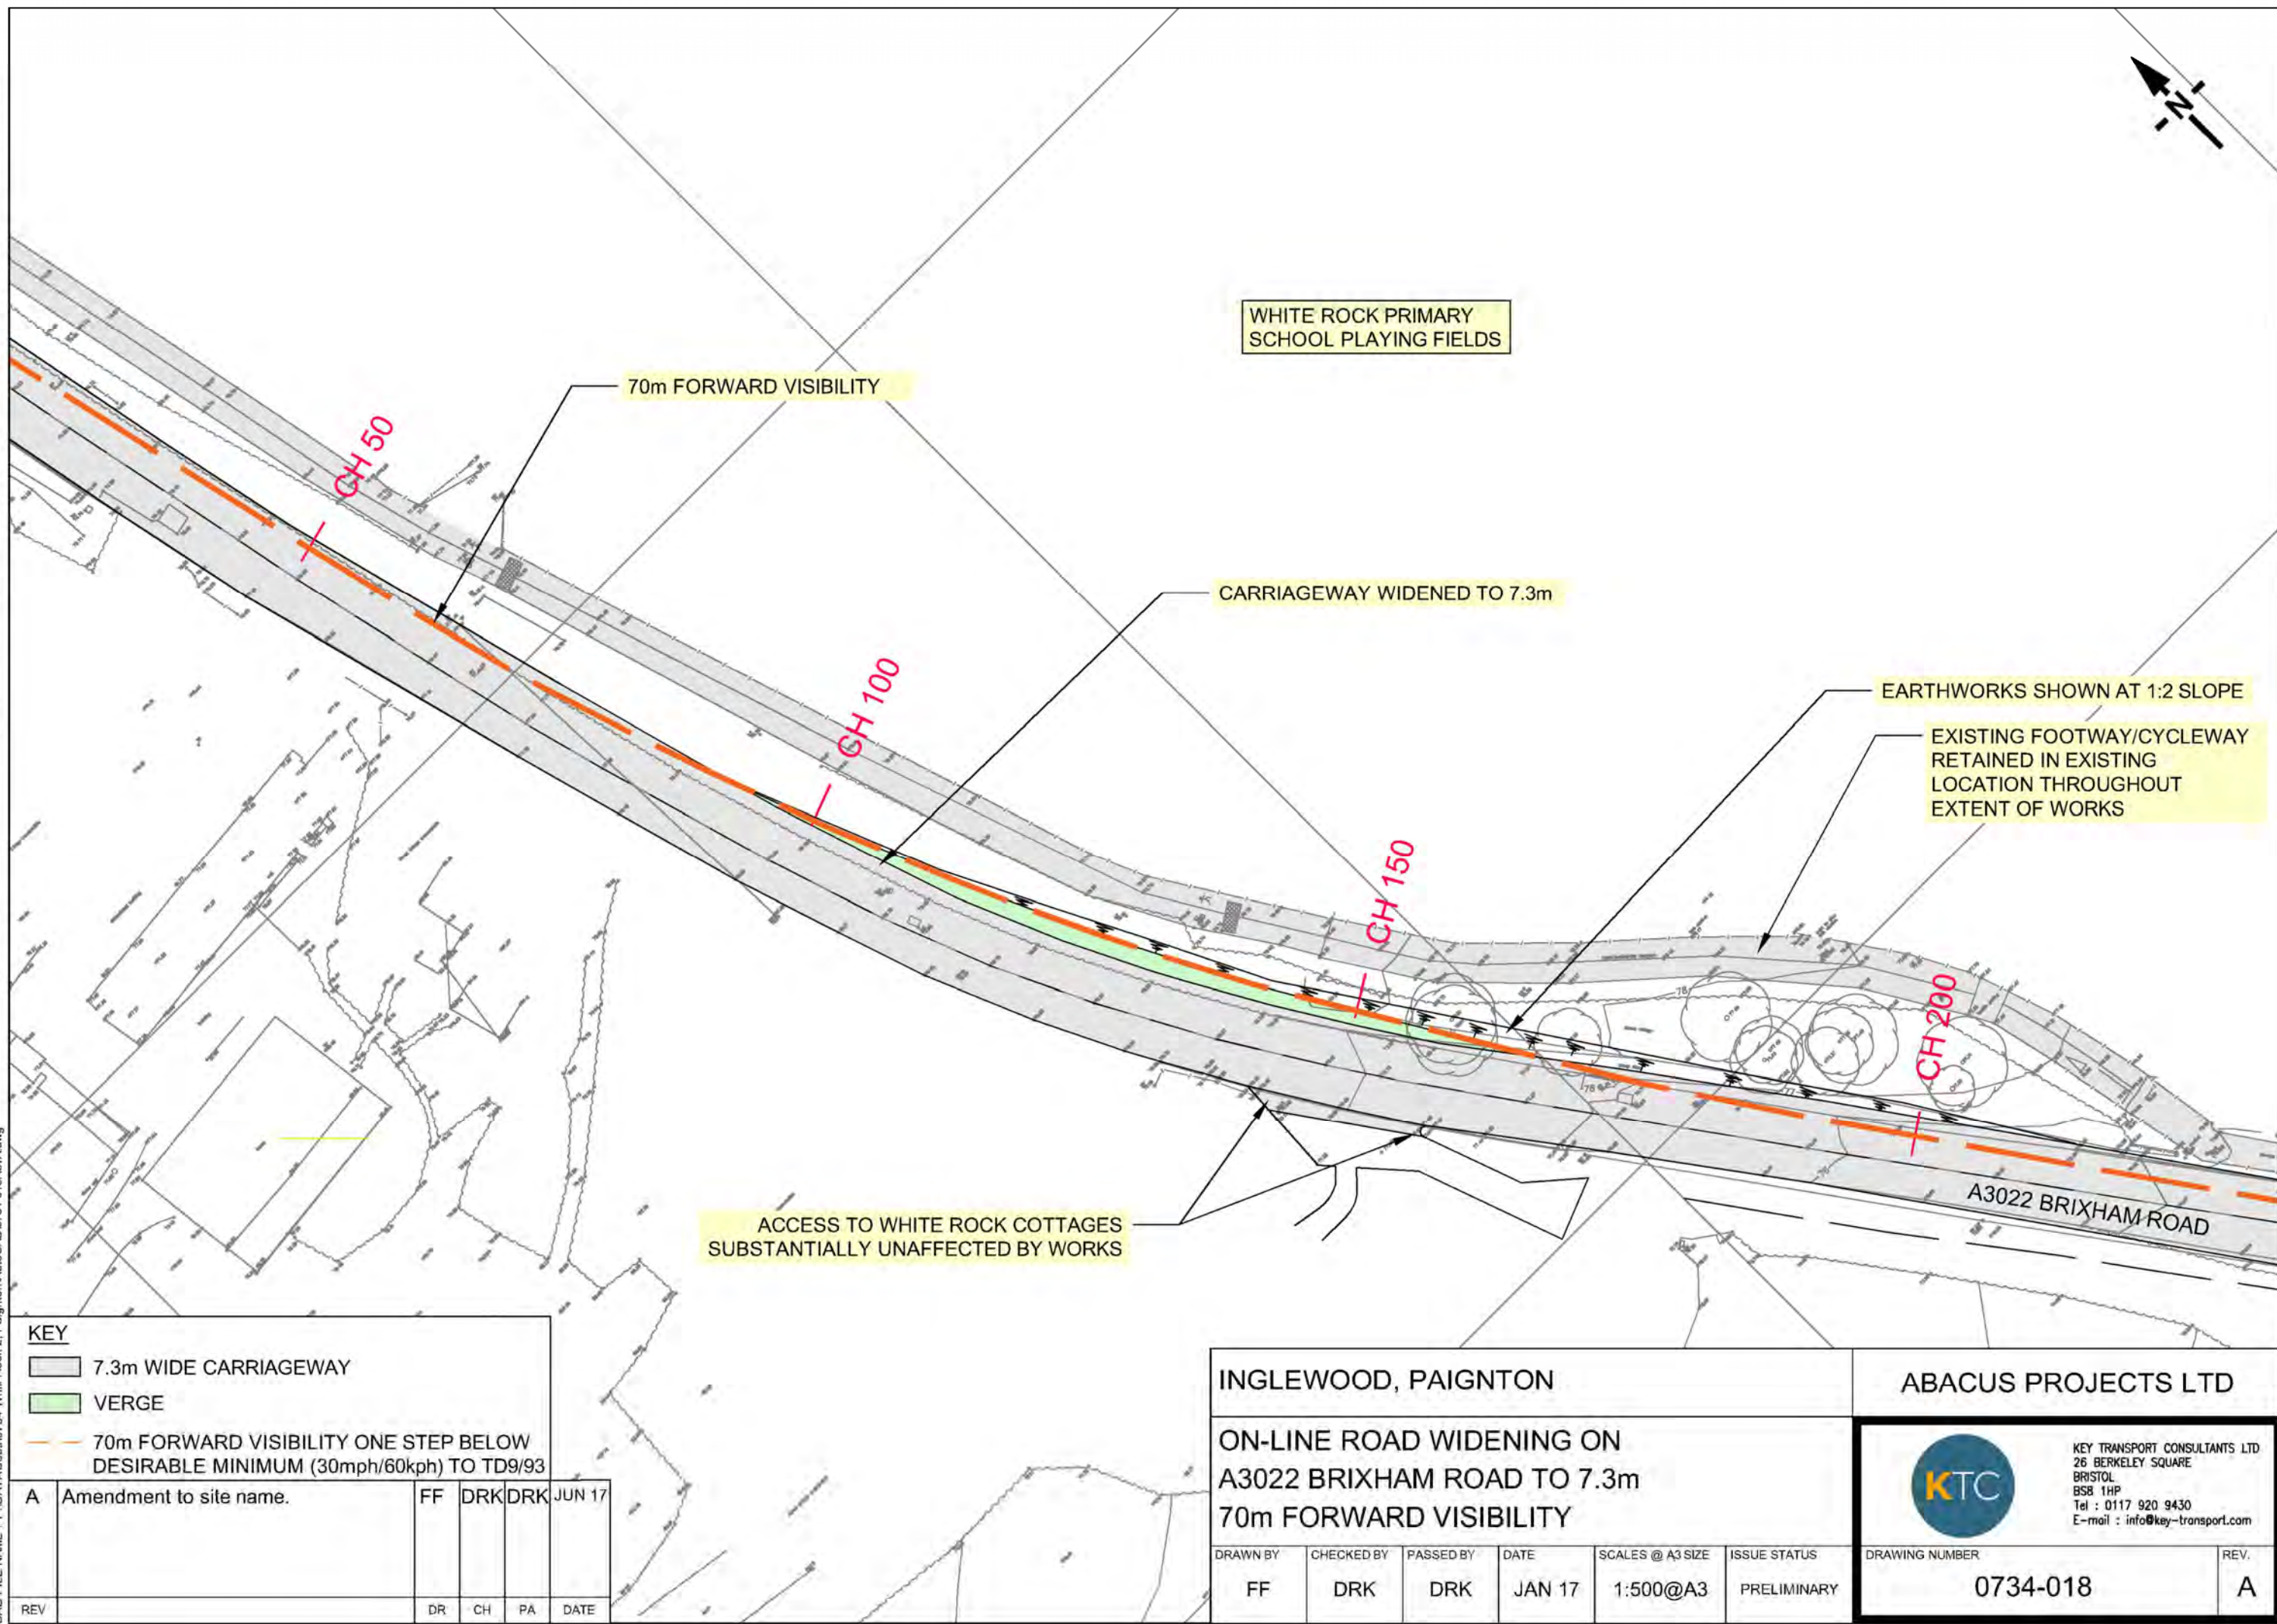 WHITE ROCK PRIMARY
SCHOOL PLAYING FIELDS
N
70m FORWARD VISIBILITY
CH 50
CARRIAGEWAY WIDENED TO 7.3m
CH 100
EARTHWORKS SHOWN AT 1:2 SLOPE
EXISTING FOOTWAY/CYCLEWAY
RETAINED IN EXISTING
LOCATION THROUGHOUT
EXTENT OF WORKS
CH 150
CH 200
A3022 BRIXHAM ROAD
ACCESS TO WHITE ROCK COTTAGES
SUBSTANTIALLY UNAFFECTED BY WORKS
KEY
7.3m WIDE CARRIAGEWAY
VERGE
70m FORWARD VISIBILITY ONE STEP BELOW
DESIRABLE MINIMUM (30mph/60kph) TO TD9/93
A Amendment to site name. FF DRK DRK JUN 17
REV DR CH PA DATE
INGLEWOOD, PAIGNTON
ABACUS PROJECTS LTD
ON-LINE ROAD WIDENING ON
A3022 BRIXHAM ROAD TO 7.3m
70m FORWARD VISIBILITY
KTC
KEY TRANSPORT CONSULTANTS LTD
26 BERKELEY SQUARE
BRISTOL
BS8 1HP
Tel : 0117 920 9430
E-mail : info@key-transport.com
DRAWN BY CHECKED BY PASSED BY DATE SCALES @ A3 SIZE ISSUE STATUS
FF DRK DRK JAN 17 1:500@A3 PRELIMINARY
DRAWING NUMBER REV.
0734-018 A